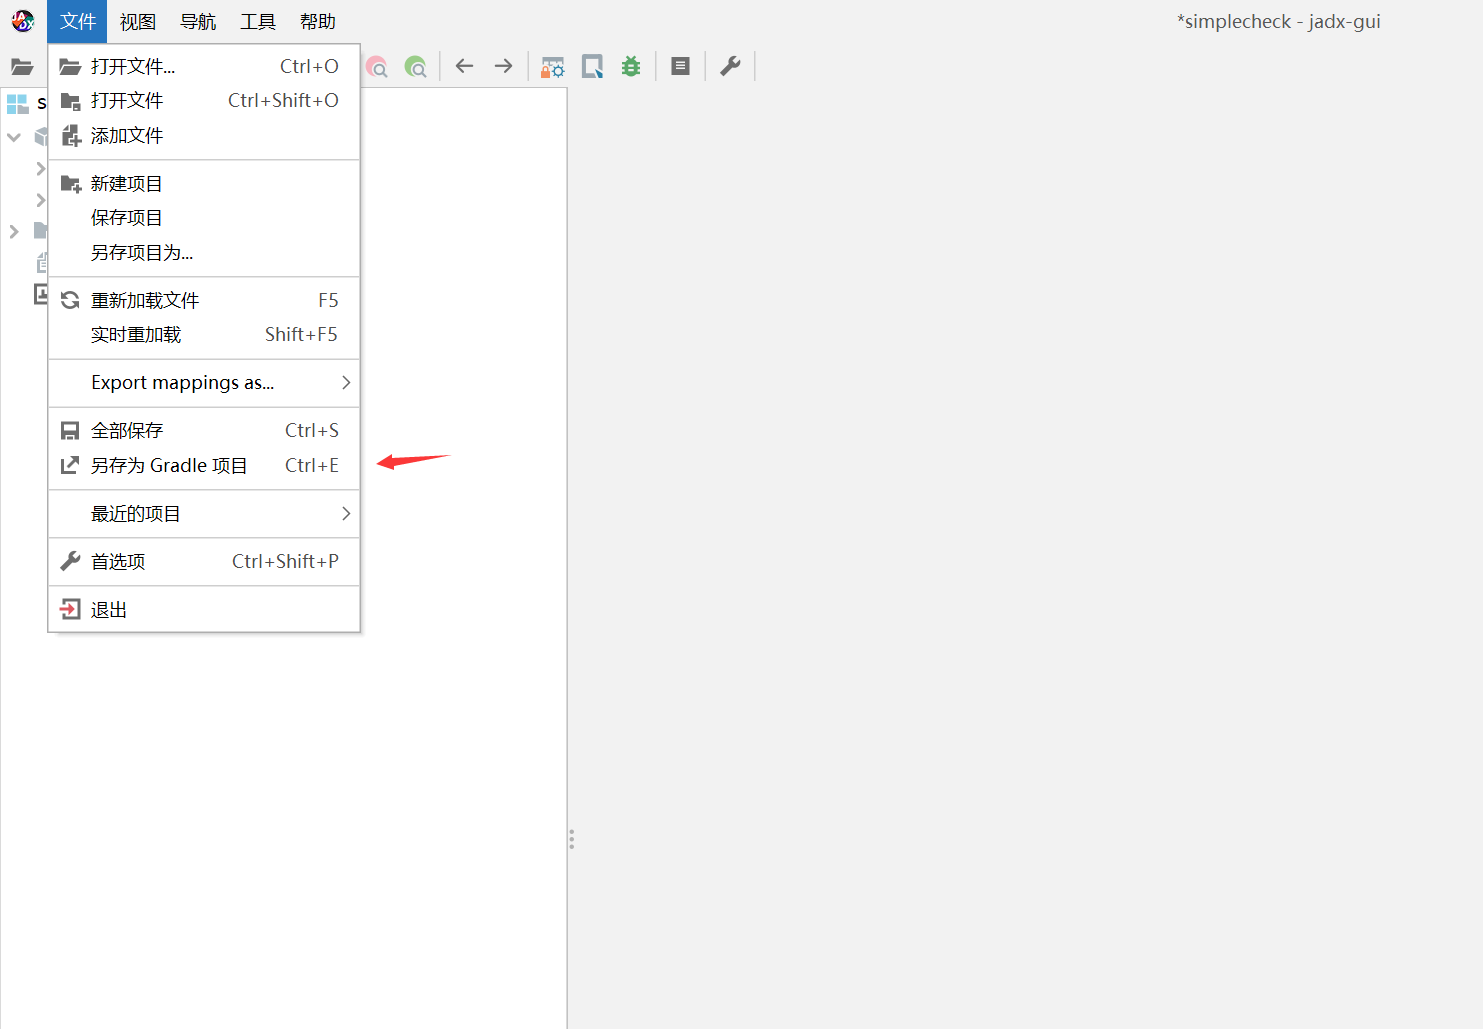 文件 视图 导航 工具 帮助
*simplecheck - jadx-gui
打开文件... Ctrl+O
打开文件 Ctrl+Shift+O
添加文件
新建项目
保存项目
另存项目为...
重新加载文件 F5
实时重加载 Shift+F5
Export mappings as...
全部保存 Ctrl+S
另存为 Gradle 项目 Ctrl+E
最近的项目
首选项 Ctrl+Shift+P
退出